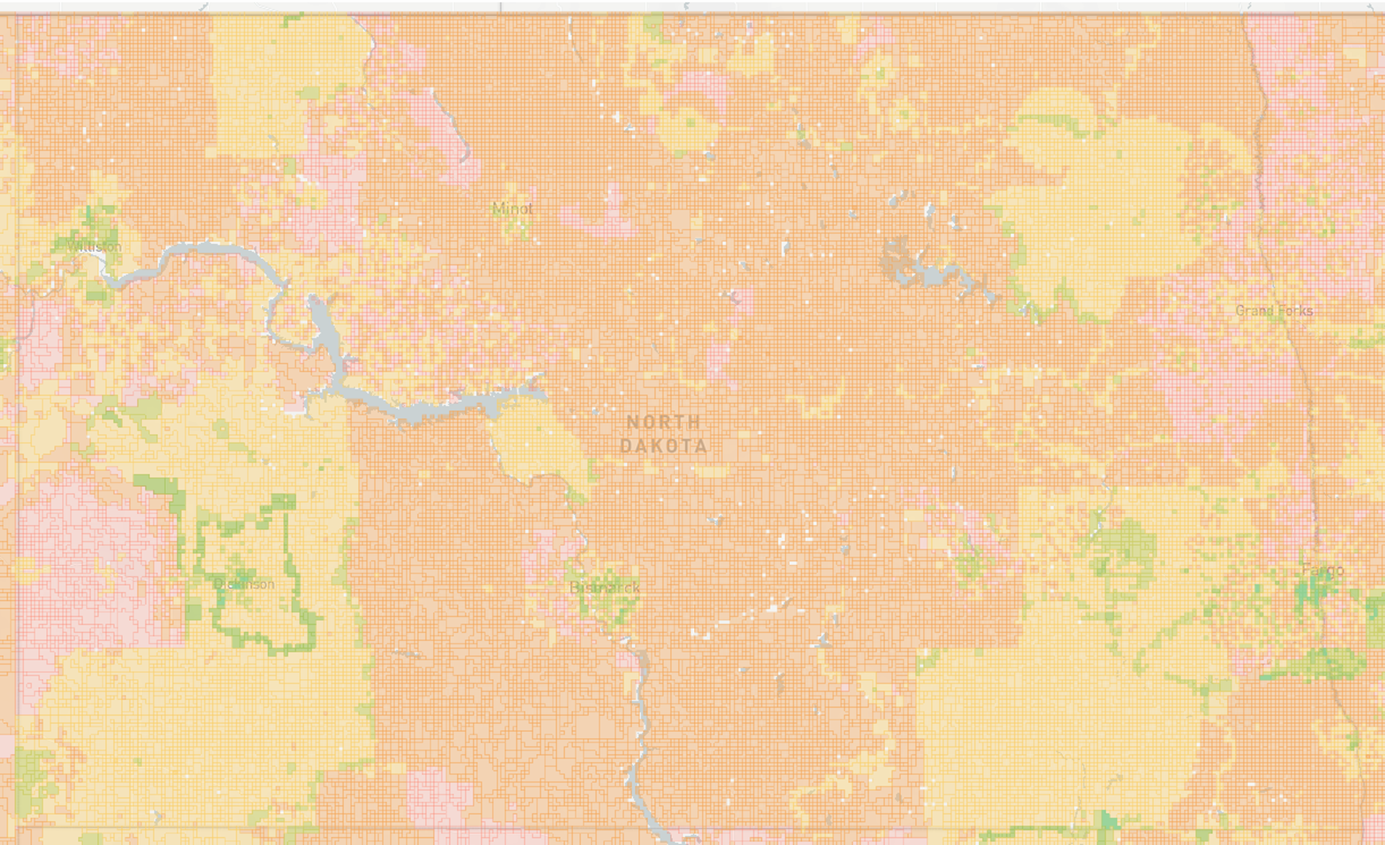 Minot
Williston
Grand Forks
NORTH
DAKOTA
Fargo
Dickinson
Bismarck